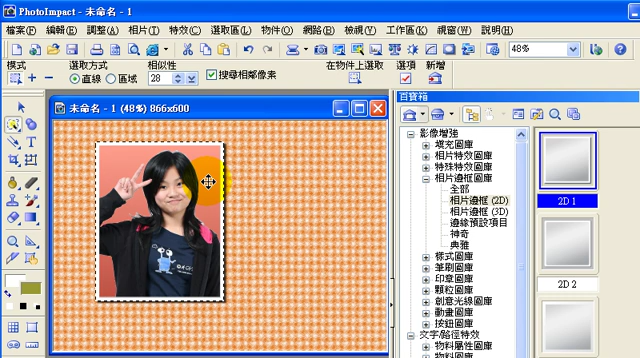 PhotoImpact - 未命名 - 1
檔案(F) 編輯(E) 調整(A) 相片(I) 特效(C) 選取區(L) 物件(O) 網路(B) 檢視(V) 工作區(K) 視窗(W) 說明(H)
48%
模式 選取方式 相似性 在物件上選取 選項 新增
直線 區域 28 搜尋相鄰像素
未命名 - 1 (48%) 866x600
百寶箱
影像增強
填充圖庫
相片特效圖庫
特殊特效圖庫
相片邊框圖庫
全部
相片邊框 (2D)
相片邊框 (3D)
邊緣預設項目
神奇
典雅
樣式圖庫
筆刷圖庫
印章圖庫
顆粒圖庫
創意光線圖庫
動畫圖庫
按鈕圖庫
文字/路徑特效
物料屬性圖庫
物料圖庫
2D 1
2D 2